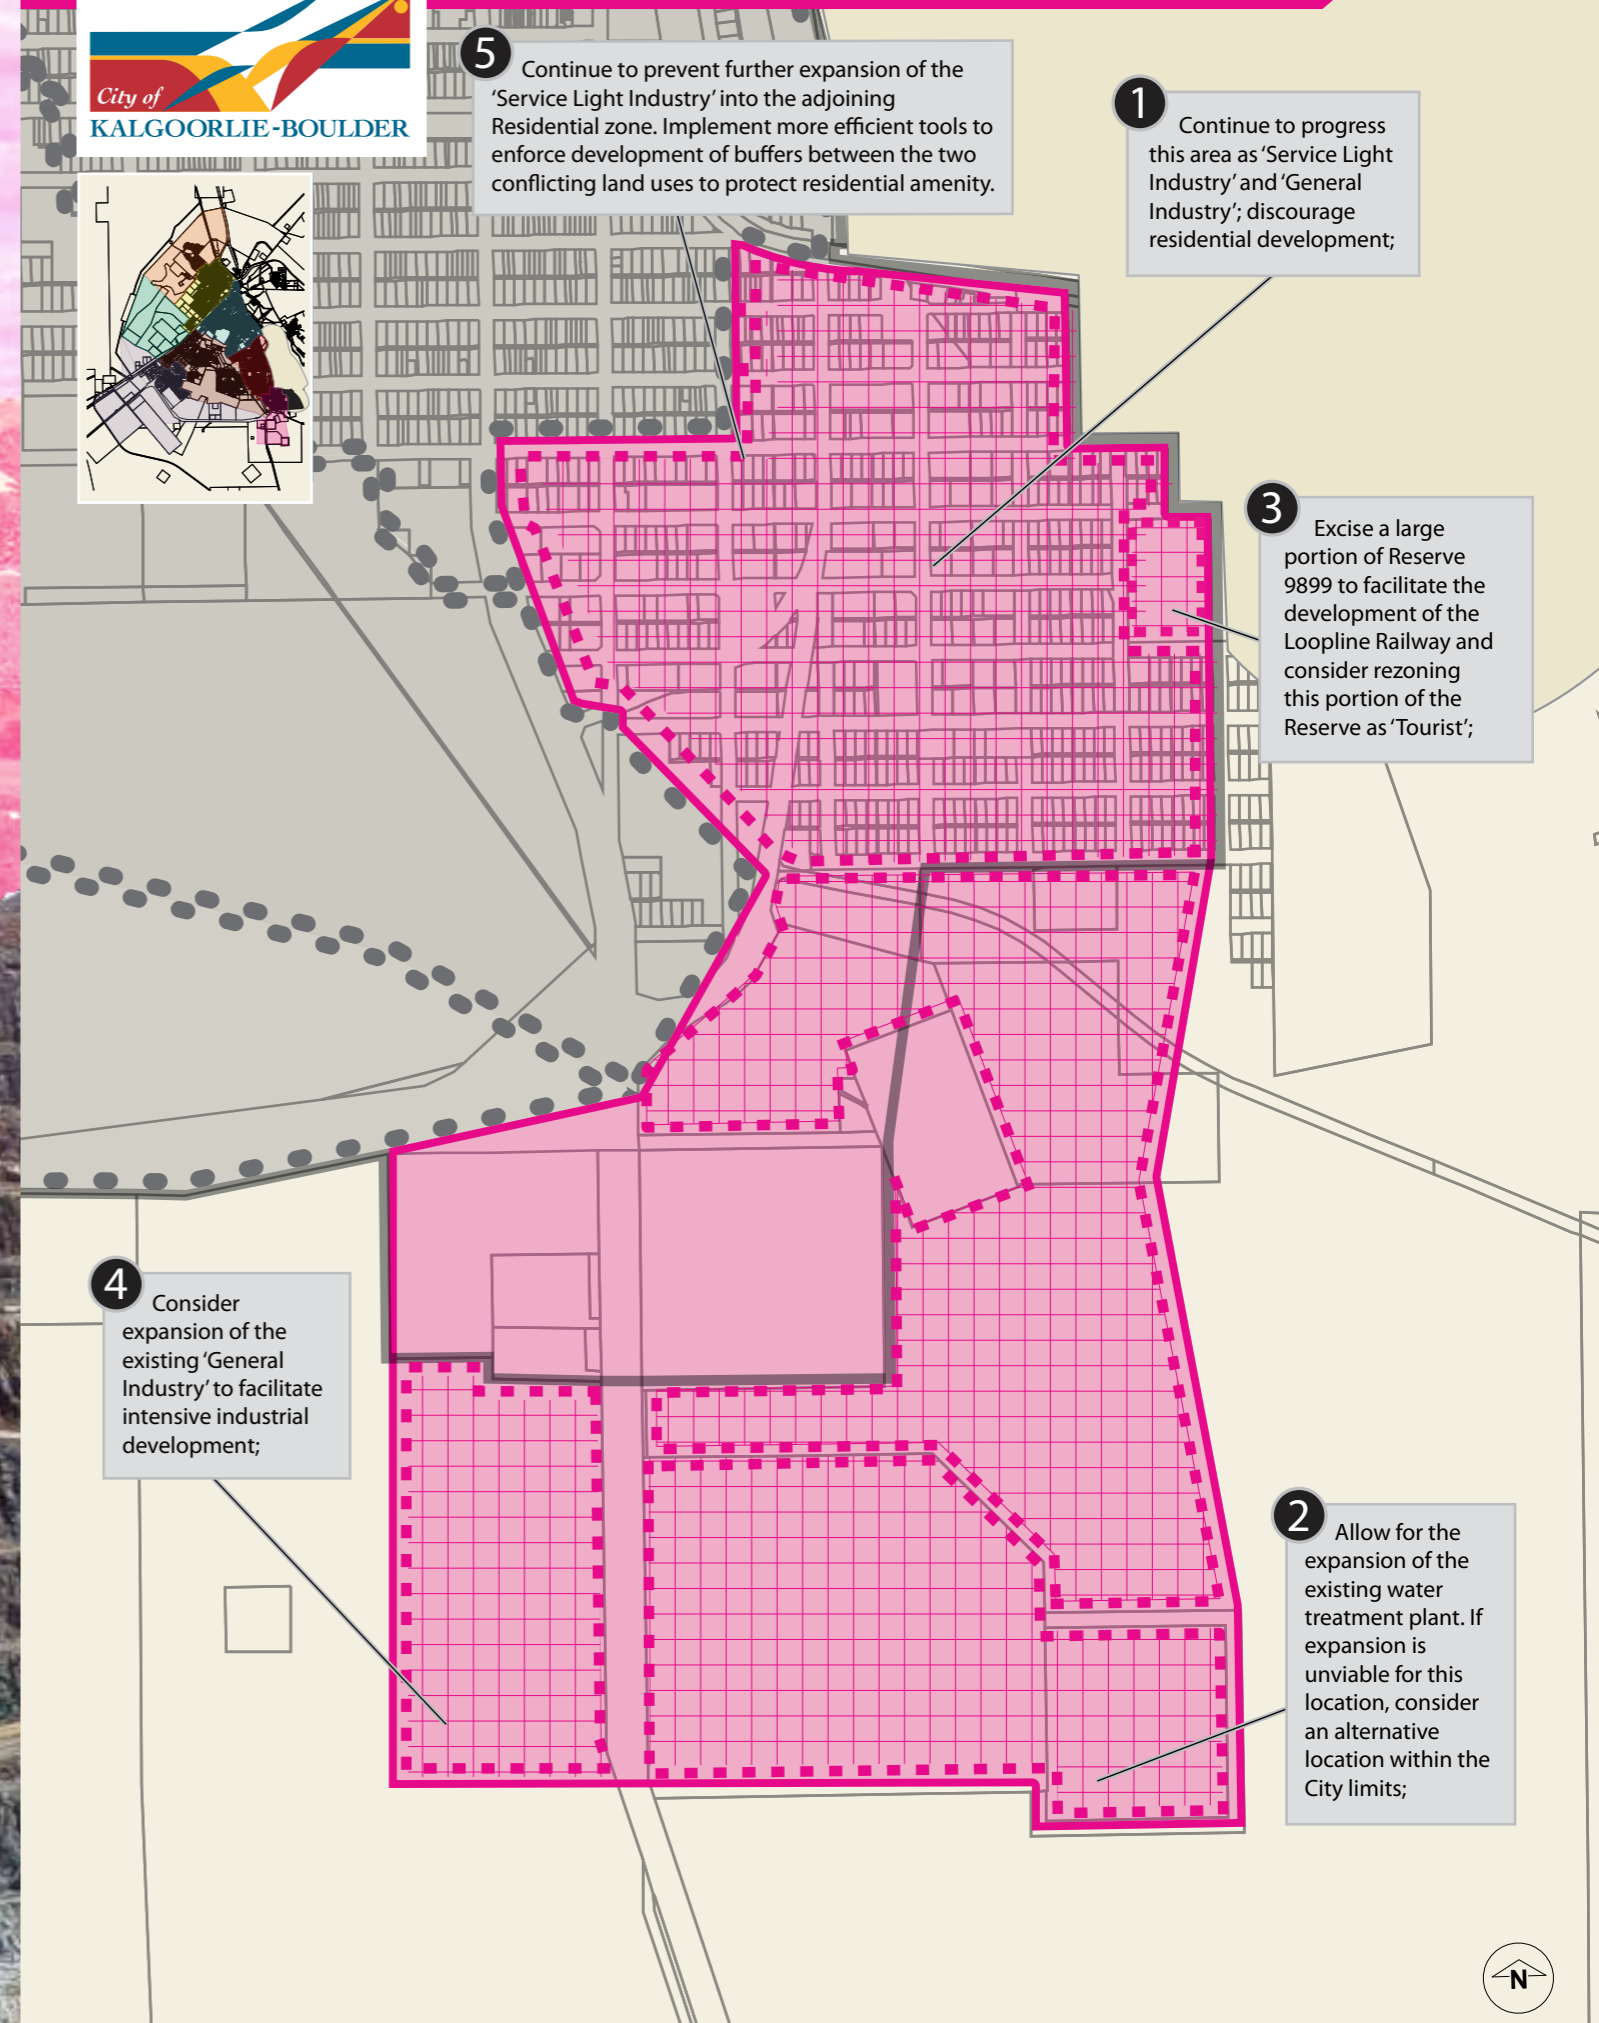 City of
KALGOORLIE-BOULDER
5
Continue to prevent further expansion of the
‘Service Light Industry’ into the adjoining
Residential zone. Implement more efficient tools to
enforce development of buffers between the two
conflicting land uses to protect residential amenity.
1
Continue to progress
this area as ‘Service Light
Industry’ and ‘General
Industry’; discourage
residential development;
3
Excise a large
portion of Reserve
9899 to facilitate the
development of the
Loopline Railway and
consider rezoning
this portion of the
Reserve as ‘Tourist’;
4
Consider
expansion of the
existing ‘General
Industry’ to facilitate
intensive industrial
development;
2
Allow for the
expansion of the
existing water
treatment plant. If
expansion is
unviable for this
location, consider
an alternative
location within the
City limits;
N